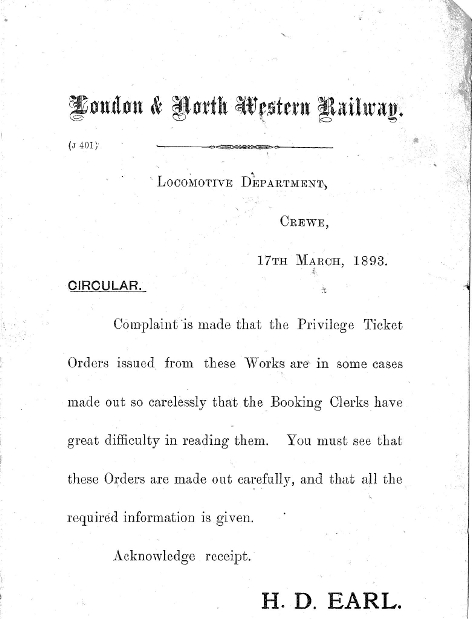 London & North Western Railway.
(J 401)
Locomotive Department,
Crewe,
17th March, 1893.
CIRCULAR.
Complaint is made that the Privilege Ticket
Orders issued from these Works are in some cases
made out so carelessly that the Booking Clerks have
great difficulty in reading them. You must see that
these Orders are made out carefully, and that all the
required information is given.
Acknowledge receipt.
H. D. EARL.